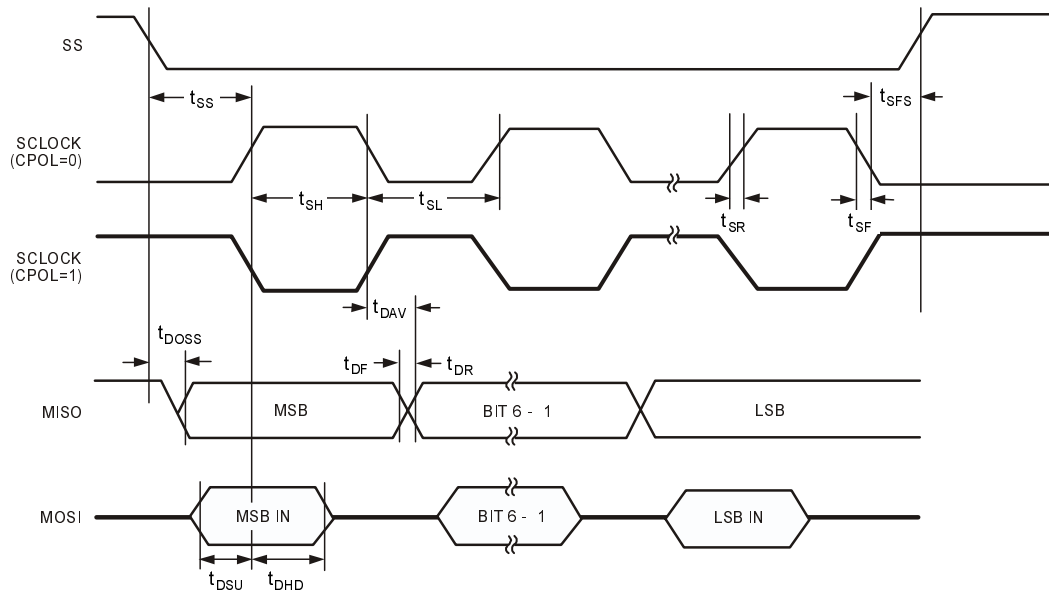 SS
tSS
tSFS
SCLOCK
(CPOL=0)
tSH
tSL
tSR
tSF
SCLOCK
(CPOL=1)
tDAV
tDOSS
tDF
tDR
MISO
MSB
BIT 6 - 1
LSB
MOSI
MSB IN
BIT 6 - 1
LSB IN
tDSU
tDHD